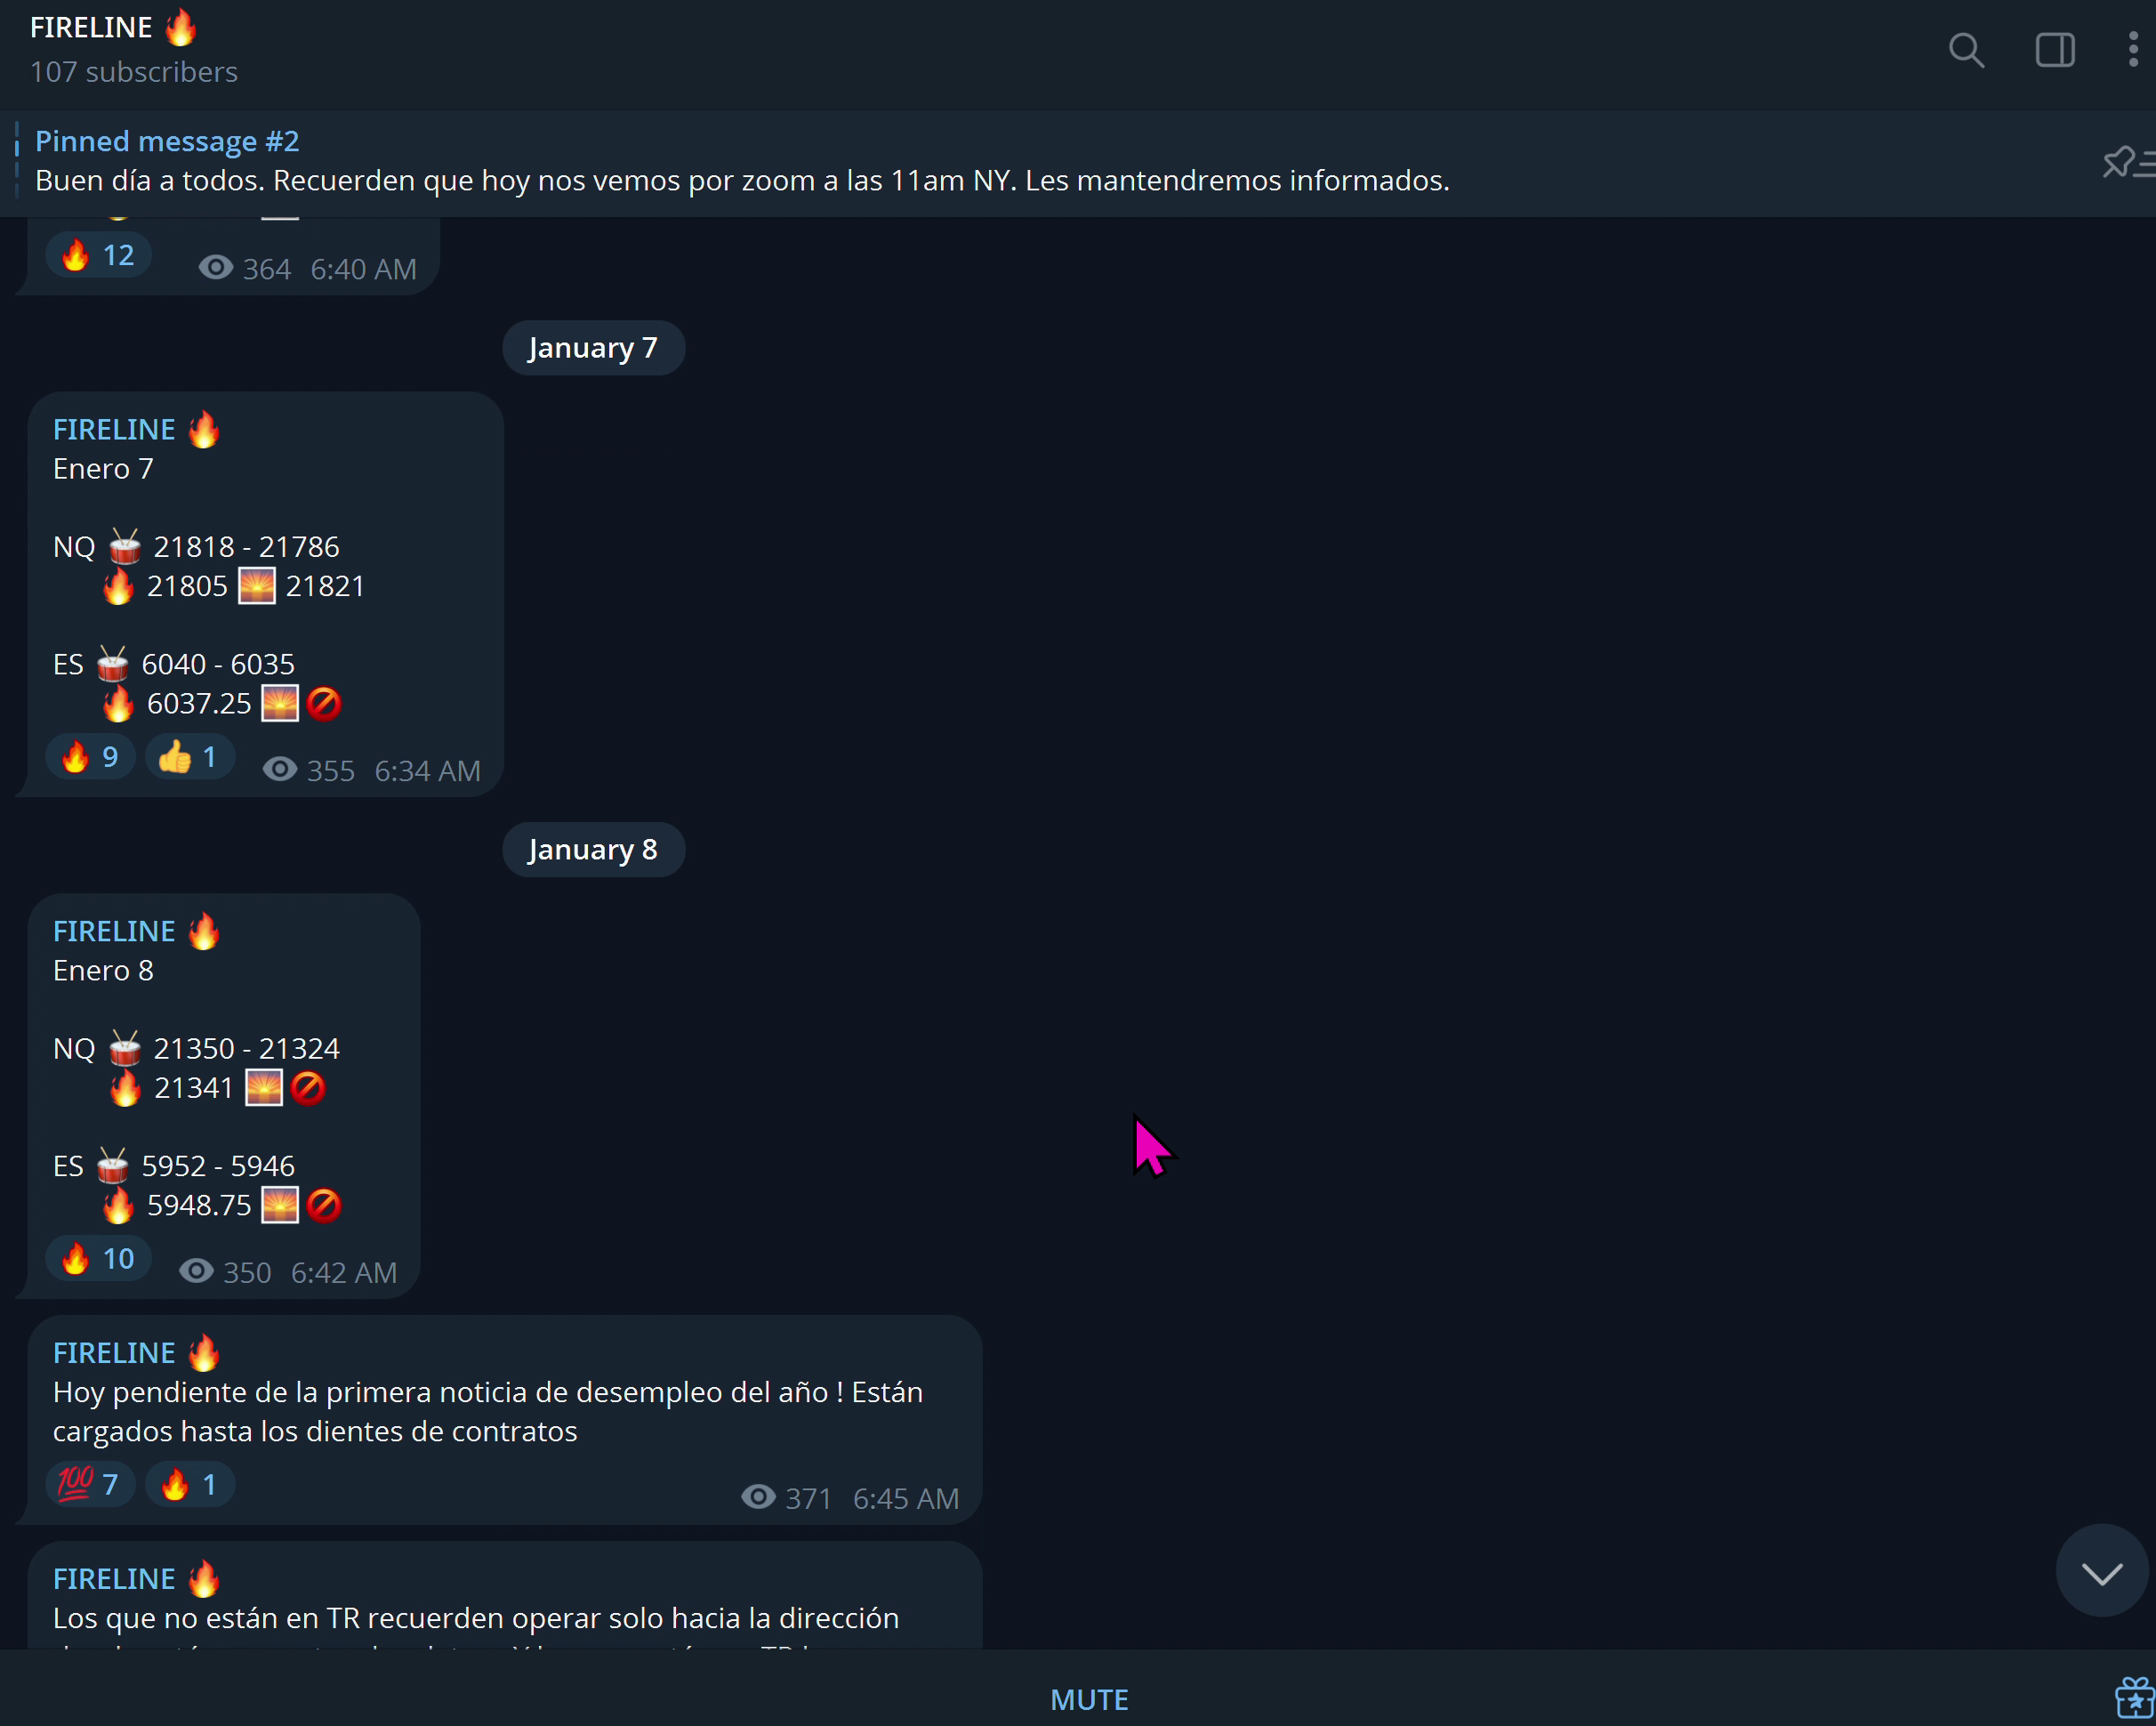 FIRELINE 🔥
107 subscribers
Pinned message #2
Buen día a todos. Recuerden que hoy nos vemos por zoom a las 11am NY. Les mantendremos informados.
🔥 12 364 6:40 AM
January 7
FIRELINE 🔥
Enero 7
NQ 🥁 21818 - 21786
🔥 21805 🌅 21821
ES 🥁 6040 - 6035
🔥 6037.25 🌅🚫
🔥 9 👍 1 355 6:34 AM
January 8
FIRELINE 🔥
Enero 8
NQ 🥁 21350 - 21324
🔥 21341 🌅🚫
ES 🥁 5952 - 5946
🔥 5948.75 🌅🚫
🔥 10 350 6:42 AM
FIRELINE 🔥
Hoy pendiente de la primera noticia de desempleo del año ! Están
cargados hasta los dientes de contratos
💯 7 🔥 1 371 6:45 AM
FIRELINE 🔥
Los que no están en TR recuerden operar solo hacia la dirección
MUTE